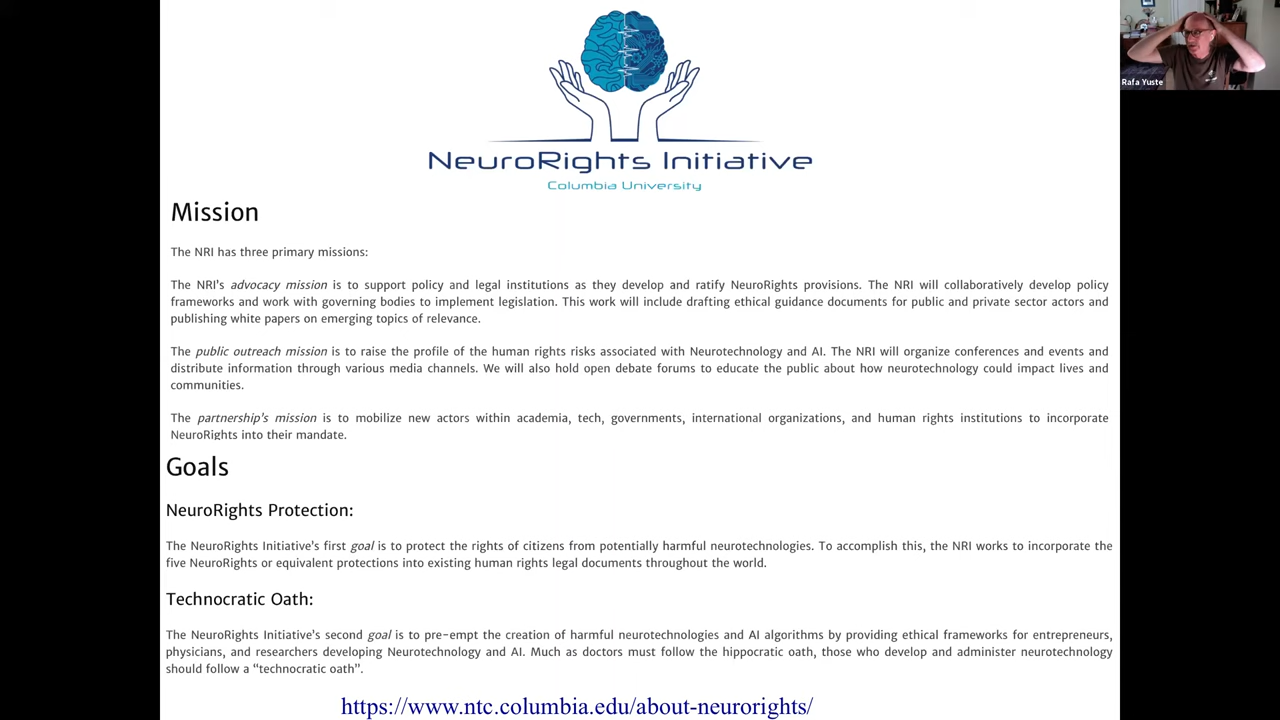 NeuroRights Initiative
Columbia University
Rafa Yuste
Mission
The NRI has three primary missions:
The NRI's advocacy mission is to support policy and legal institutions as they develop and ratify NeuroRights provisions. The NRI will collaboratively develop policy
frameworks and work with governing bodies to implement legislation. This work will include drafting ethical guidance documents for public and private sector actors and
publishing white papers on emerging topics of relevance.
The public outreach mission is to raise the profile of the human rights risks associated with Neurotechnology and AI. The NRI will organize conferences and events and
distribute information through various media channels. We will also hold open debate forums to educate the public about how neurotechnology could impact lives and
communities.
The partnership's mission is to mobilize new actors within academia, tech, governments, international organizations, and human rights institutions to incorporate
NeuroRights into their mandate.
Goals
NeuroRights Protection:
The NeuroRights Initiative's first goal is to protect the rights of citizens from potentially harmful neurotechnologies. To accomplish this, the NRI works to incorporate the
five NeuroRights or equivalent protections into existing human rights legal documents throughout the world.
Technocratic Oath:
The NeuroRights Initiative's second goal is to pre-empt the creation of harmful neurotechnologies and AI algorithms by providing ethical frameworks for entrepreneurs,
physicians, and researchers developing Neurotechnology and AI. Much as doctors must follow the hippocratic oath, those who develop and administer neurotechnology
should follow a “technocratic oath”.
https://www.ntc.columbia.edu/about-neurorights/